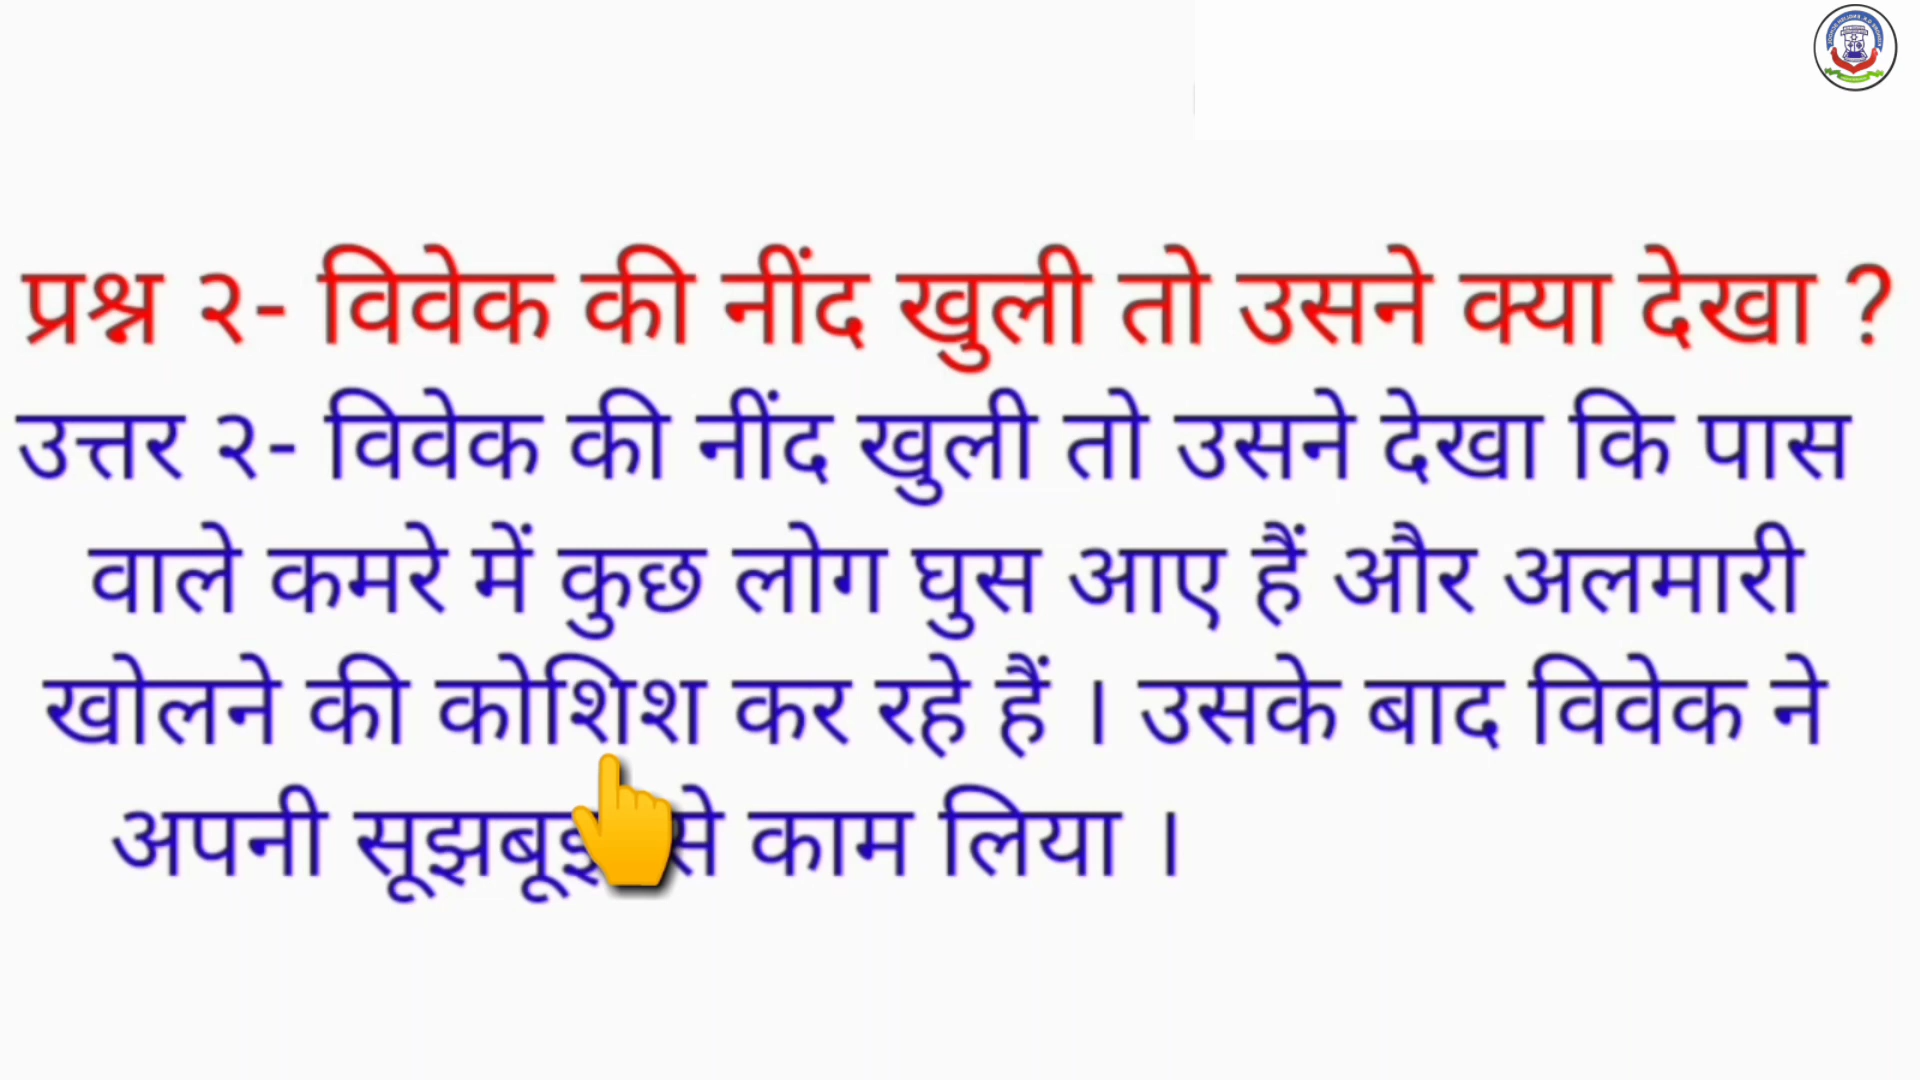 प्रश्न २- विवेक की नींद खुली तो उसने क्या देखा ?
उत्तर २- विवेक की नींद खुली तो उसने देखा कि पास
वाले कमरे में कुछ लोग घुस आए हैं और अलमारी
खोलने की कोशिश कर रहे हैं । उसके बाद विवेक ने
अपनी सूझबूझ से काम लिया ।